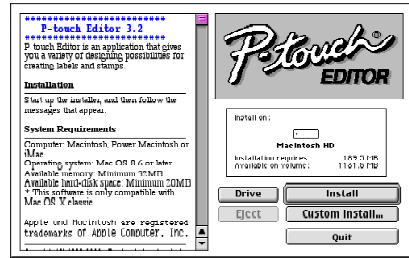 **************************
P-touch Editor 3.2
**************************
P-touch Editor is an application that gives
you a variety of designing possibilities for
creating labels and stamps.
Installation
Start up the installer, and then follow the
messages that appear.
System Requirements
Computer: Macintosh, Power Macintosh or
iMac
Operating system: Mac OS 8.6 or later
Available memory: Minimum 32MB
Available hard-disk space: Minimum 20MB
* This software is only compatible with
Mac OS X classic
Apple and Macintosh are registered
trademarks of Apple Computer, Inc.
P-touch®
EDITOR
Install on:
Macintosh HD
Installation requires: 189.5 MB
Available on volume:
Drive
Install
Eject
Custom Install...
Quit